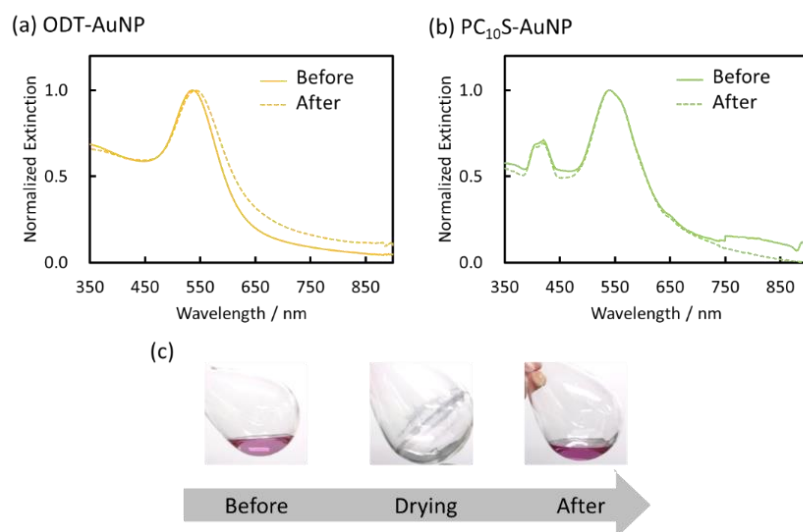 (a) ODT-AuNP
Before
After
Normalized Extinction
1.0
0.5
0.0
350 450 550 650 750 850
Wavelength / nm
(b) PC₁₀S-AuNP
Before
After
Normalized Extinction
1.0
0.5
0.0
350 450 550 650 750 850
Wavelength / nm
(c)
Before Drying After